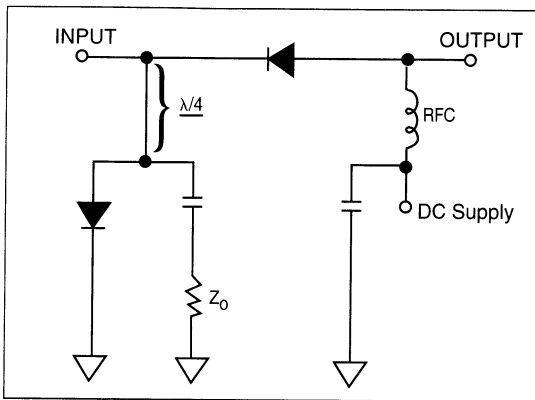 INPUT
OUTPUT
λ/4
RFC
DC Supply
Z₀